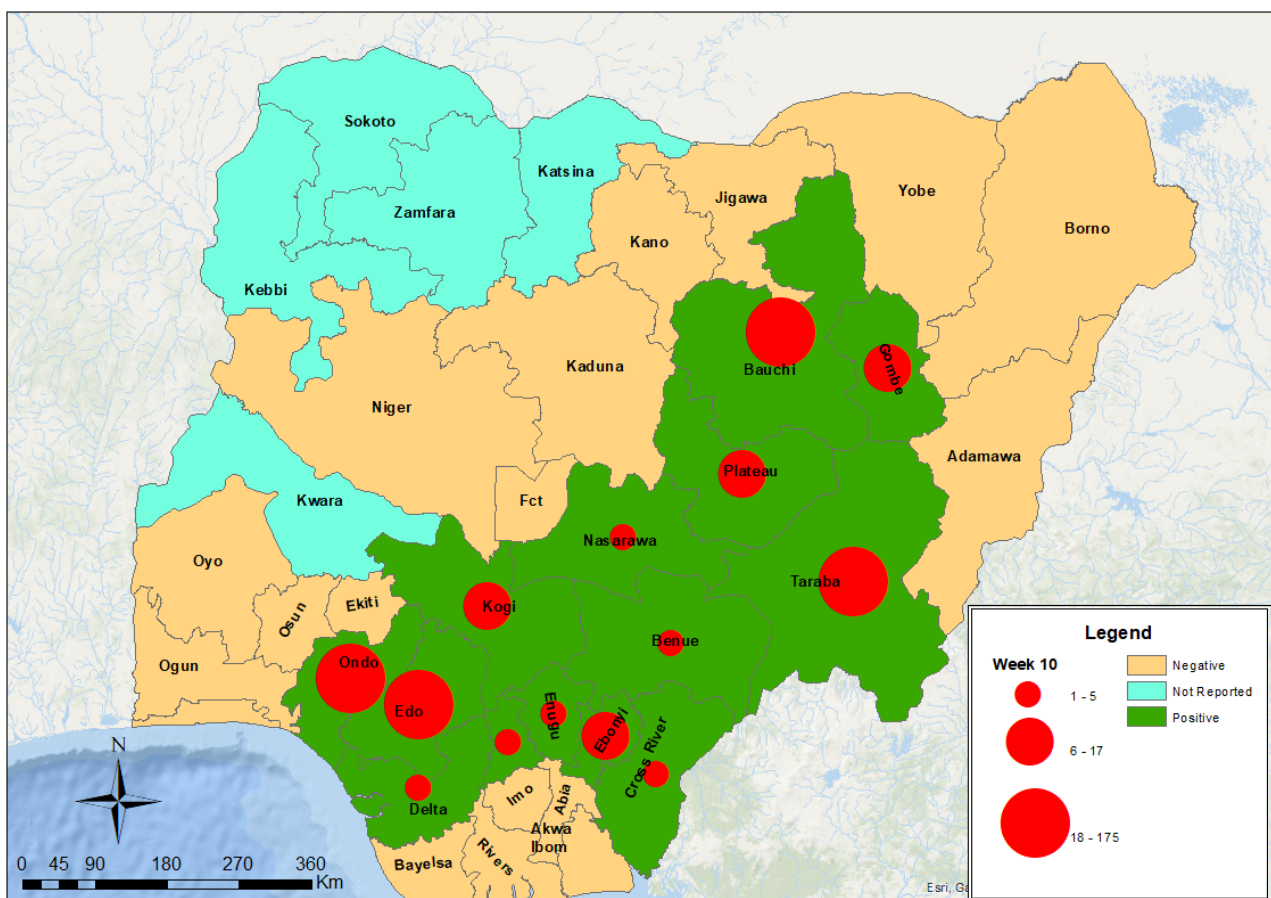 Sokoto
Katsina
Zamfara
Jigawa
Yobe
Borno
Kano
Kebbi
Kaduna
Bauchi
Gombe
Niger
Adamawa
Plateau
Kwara
Fct
Nasarawa
Oyo
Taraba
Kogi
Ekiti
Osun
Benue
Ogun
Ondo
Edo
Enugu
Ebonyi
Cross River
Delta
Imo
Abia
Akwa
Ibom
Bayelsa
Rivers
N
0 45 90 180 270 360
Km
Esri, Ga
Legend
Week 10
1 - 5
6 - 17
18 - 175
Negative
Not Reported
Positive